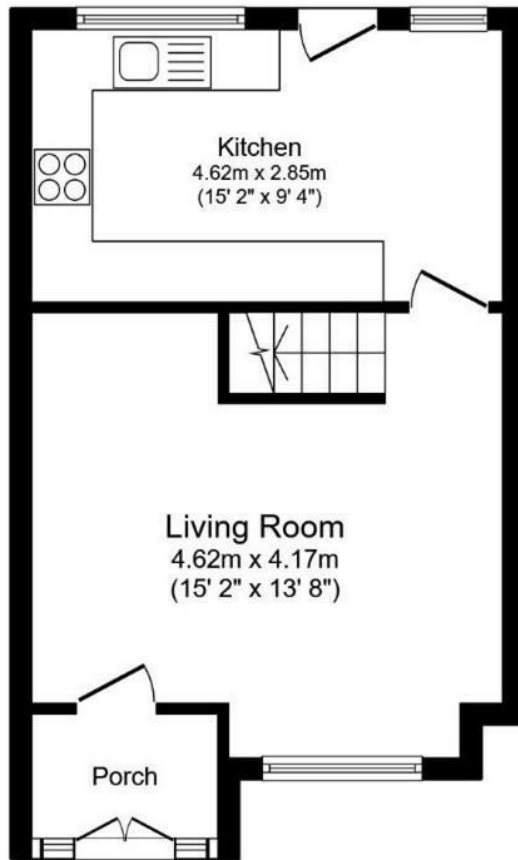 Kitchen
4.62m x 2.85m
(15' 2" x 9' 4")
Living Room
4.62m x 4.17m
(15' 2" x 13' 8")
Porch